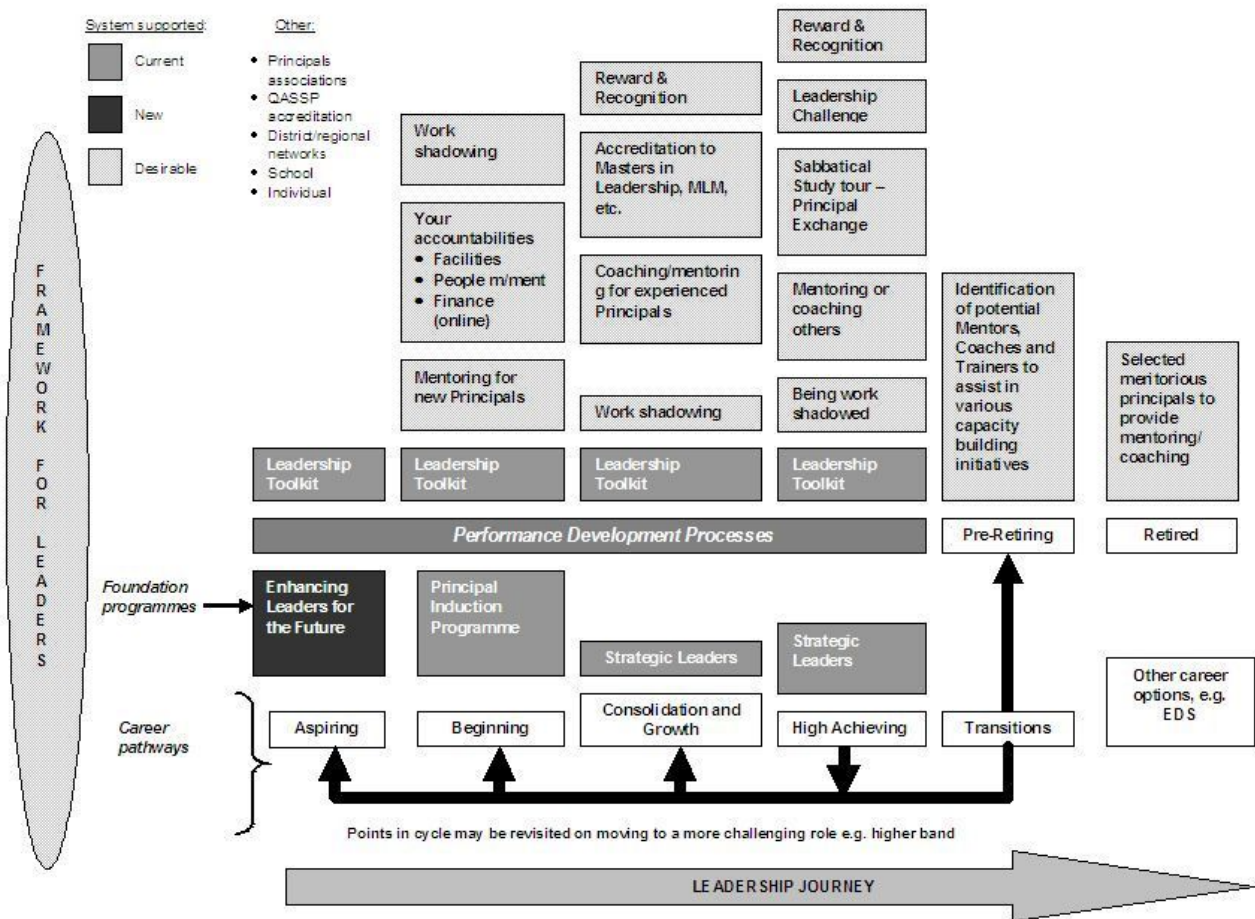 System supported:
Current
New
Desirable
Other:
• Principals
associations
• QASSP
accreditation
• District/regional
networks
• School
• Individual
FRAMEWORK FOR LEADERS
Work
shadowing
Your
accountabilities
• Facilities
• People m/ment
• Finance
(online)
Mentoring for
new Principals
Reward &
Recognition
Accreditation to
Masters in
Leadership, MLM,
etc.
Coaching/mentorin
g for experienced
Principals
Work shadowing
Reward &
Recognition
Leadership
Challenge
Sabbatical
Study tour –
Principal
Exchange
Mentoring or
coaching
others
Being work
shadowed
Identification
of potential
Mentors,
Coaches and
Trainers to
assist in
various
capacity
building
initiatives
Selected
meritorious
principals to
provide
mentoring/
coaching
Leadership
Toolkit
Leadership
Toolkit
Leadership
Toolkit
Leadership
Toolkit
Performance Development Processes
Pre-Retiring
Retired
Foundation
programmes
Enhancing
Leaders for
the Future
Principal
Induction
Programme
Strategic Leaders
Strategic
Leaders
Career
pathways
Aspiring
Beginning
Consolidation and
Growth
High Achieving
Transitions
Other career
options, e.g.
EDS
Points in cycle may be revisited on moving to a more challenging role e.g. higher band
LEADERSHIP JOURNEY